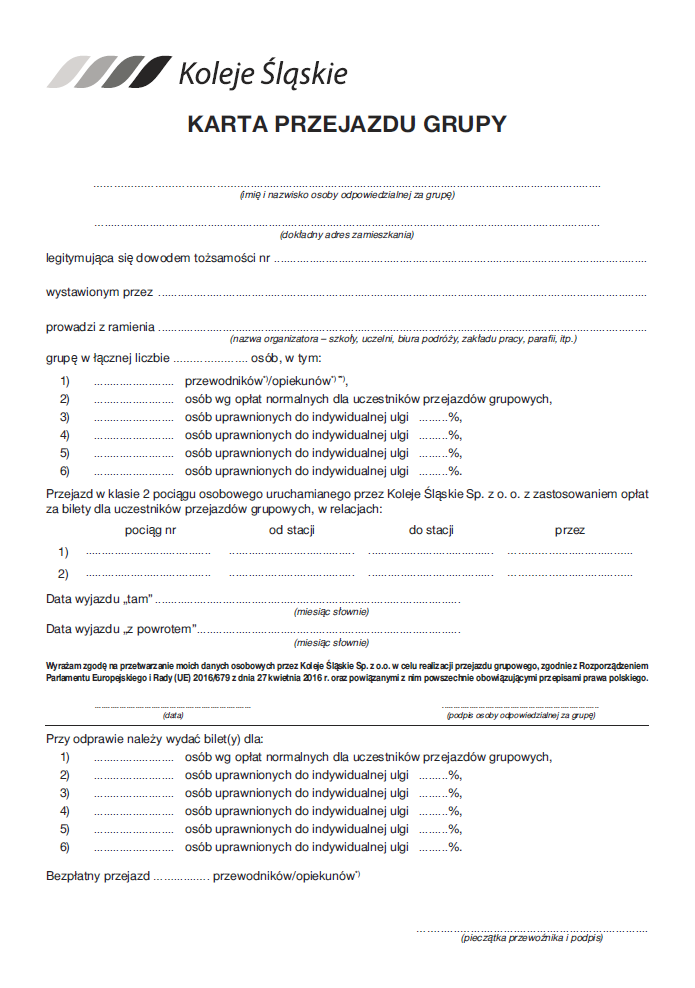 Koleje Śląskie
KARTA PRZEJAZDU GRUPY
................................................................................
(imię i nazwisko osoby odpowiedzialnej za grupę)
................................................................................
(dokładny adres zamieszkania)
legitymująca się dowodem tożsamości nr ................................................................
wystawionym przez ................................................................
prowadzi z ramienia ................................................................
(nazwa organizatora – szkoły, uczelni, biura podróży, zakładu pracy, parafii, itp.)
grupę w łącznej liczbie ..................... osób, w tym:
1) ......................... przewodników*)/opiekunów*) **),
2) ......................... osób wg opłat normalnych dla uczestników przejazdów grupowych,
3) ......................... osób uprawnionych do indywidualnej ulgi .........%,
4) ......................... osób uprawnionych do indywidualnej ulgi .........%,
5) ......................... osób uprawnionych do indywidualnej ulgi .........%,
6) ......................... osób uprawnionych do indywidualnej ulgi .........%.
Przejazd w klasie 2 pociągu osobowego uruchamianego przez Koleje Śląskie Sp. z o. o. z zastosowaniem opłat
za bilety dla uczestników przejazdów grupowych, w relacjach:
pociąg nr od stacji do stacji przez
1) ....................................... ....................................... ....................................... .......................................
2) ....................................... ....................................... ....................................... .......................................
Data wyjazdu „tam” ................................................................
(miesiąc słownie)
Data wyjazdu „z powrotem”................................................................
(miesiąc słownie)
Wyrażam zgodę na przetwarzanie moich danych osobowych przez Koleje Śląskie Sp. z o.o. w celu realizacji przejazdu grupowego, zgodnie z Rozporządzeniem
Parlamentu Europejskiego i Rady (UE) 2016/679 z dnia 27 kwietnia 2016 r. oraz powiązanymi z nim powszechnie obowiązującymi przepisami prawa polskiego.
................................................ ................................................
(data) (podpis osoby odpowiedzialnej za grupę)
Przy odprawie należy wydać bilet(y) dla:
1) ......................... osób wg opłat normalnych dla uczestników przejazdów grupowych,
2) ......................... osób uprawnionych do indywidualnej ulgi .........%,
3) ......................... osób uprawnionych do indywidualnej ulgi .........%,
4) ......................... osób uprawnionych do indywidualnej ulgi .........%,
5) ......................... osób uprawnionych do indywidualnej ulgi .........%,
6) ......................... osób uprawnionych do indywidualnej ulgi .........%.
Bezpłatny przejazd ................ przewodników/opiekunów*)
................................................................
(pieczątka przewoźnika i podpis)